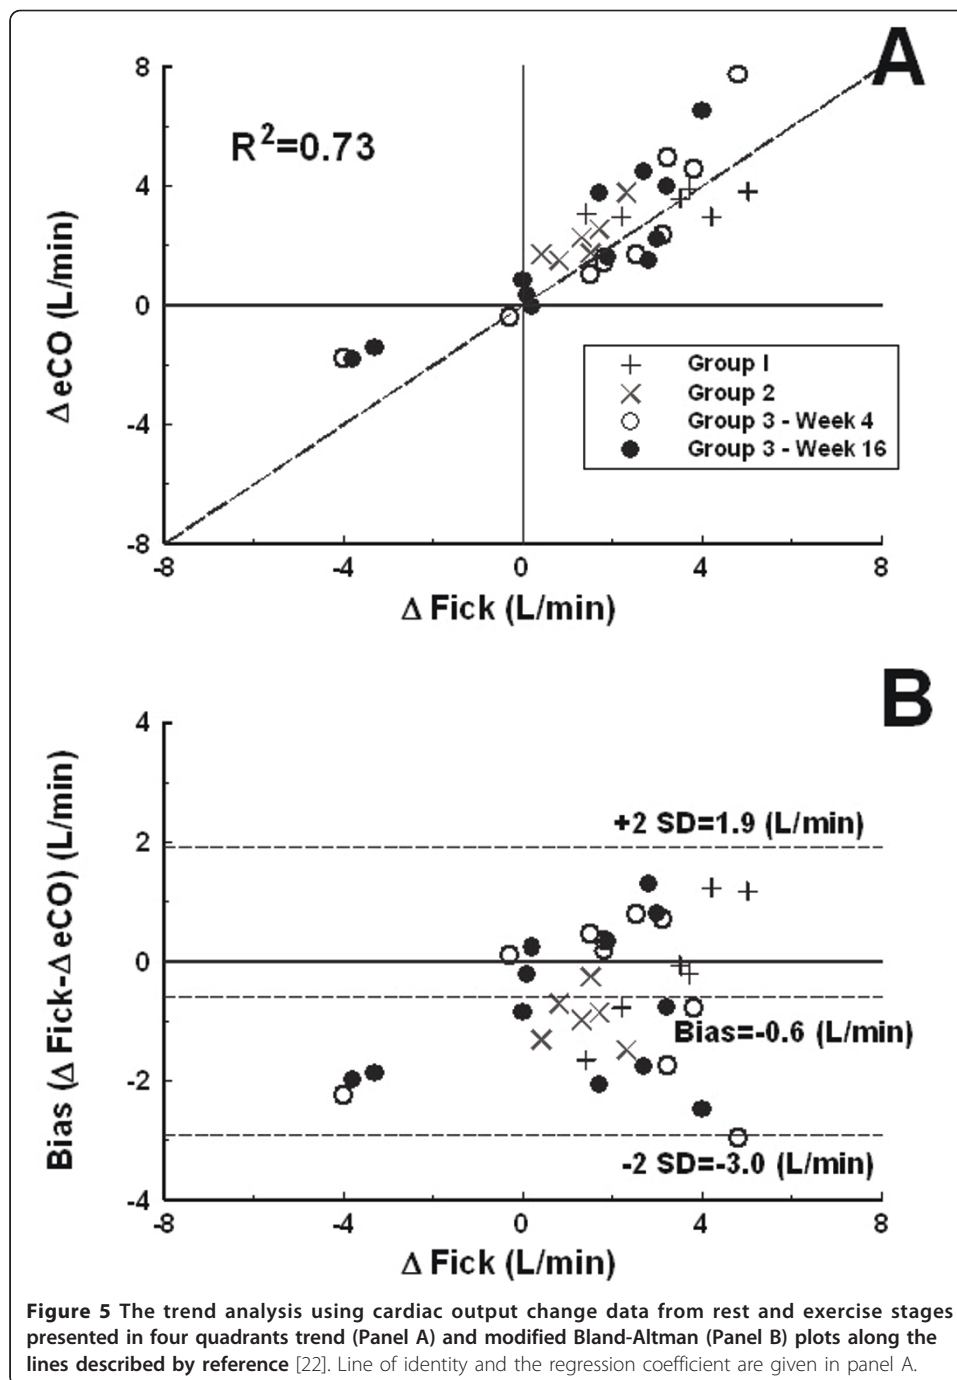 A
R²=0.73
8
4
0
-4
-8
Δ eCO (L/min)
Group I
Group 2
Group 3 - Week 4
Group 3 - Week 16
-8 -4 0 4 8
Δ Fick (L/min)
B
4
2
0
-2
-4
Bias (Δ Fick-Δ eCO) (L/min)
+2 SD=1.9 (L/min)
Bias=-0.6 (L/min)
-2 SD=-3.0 (L/min)
-8 -4 0 4 8
Δ Fick (L/min)
Figure 5 The trend analysis using cardiac output change data from rest and exercise stages
presented in four quadrants trend (Panel A) and modified Bland-Altman (Panel B) plots along the
lines described by reference [22]. Line of identity and the regression coefficient are given in panel A.